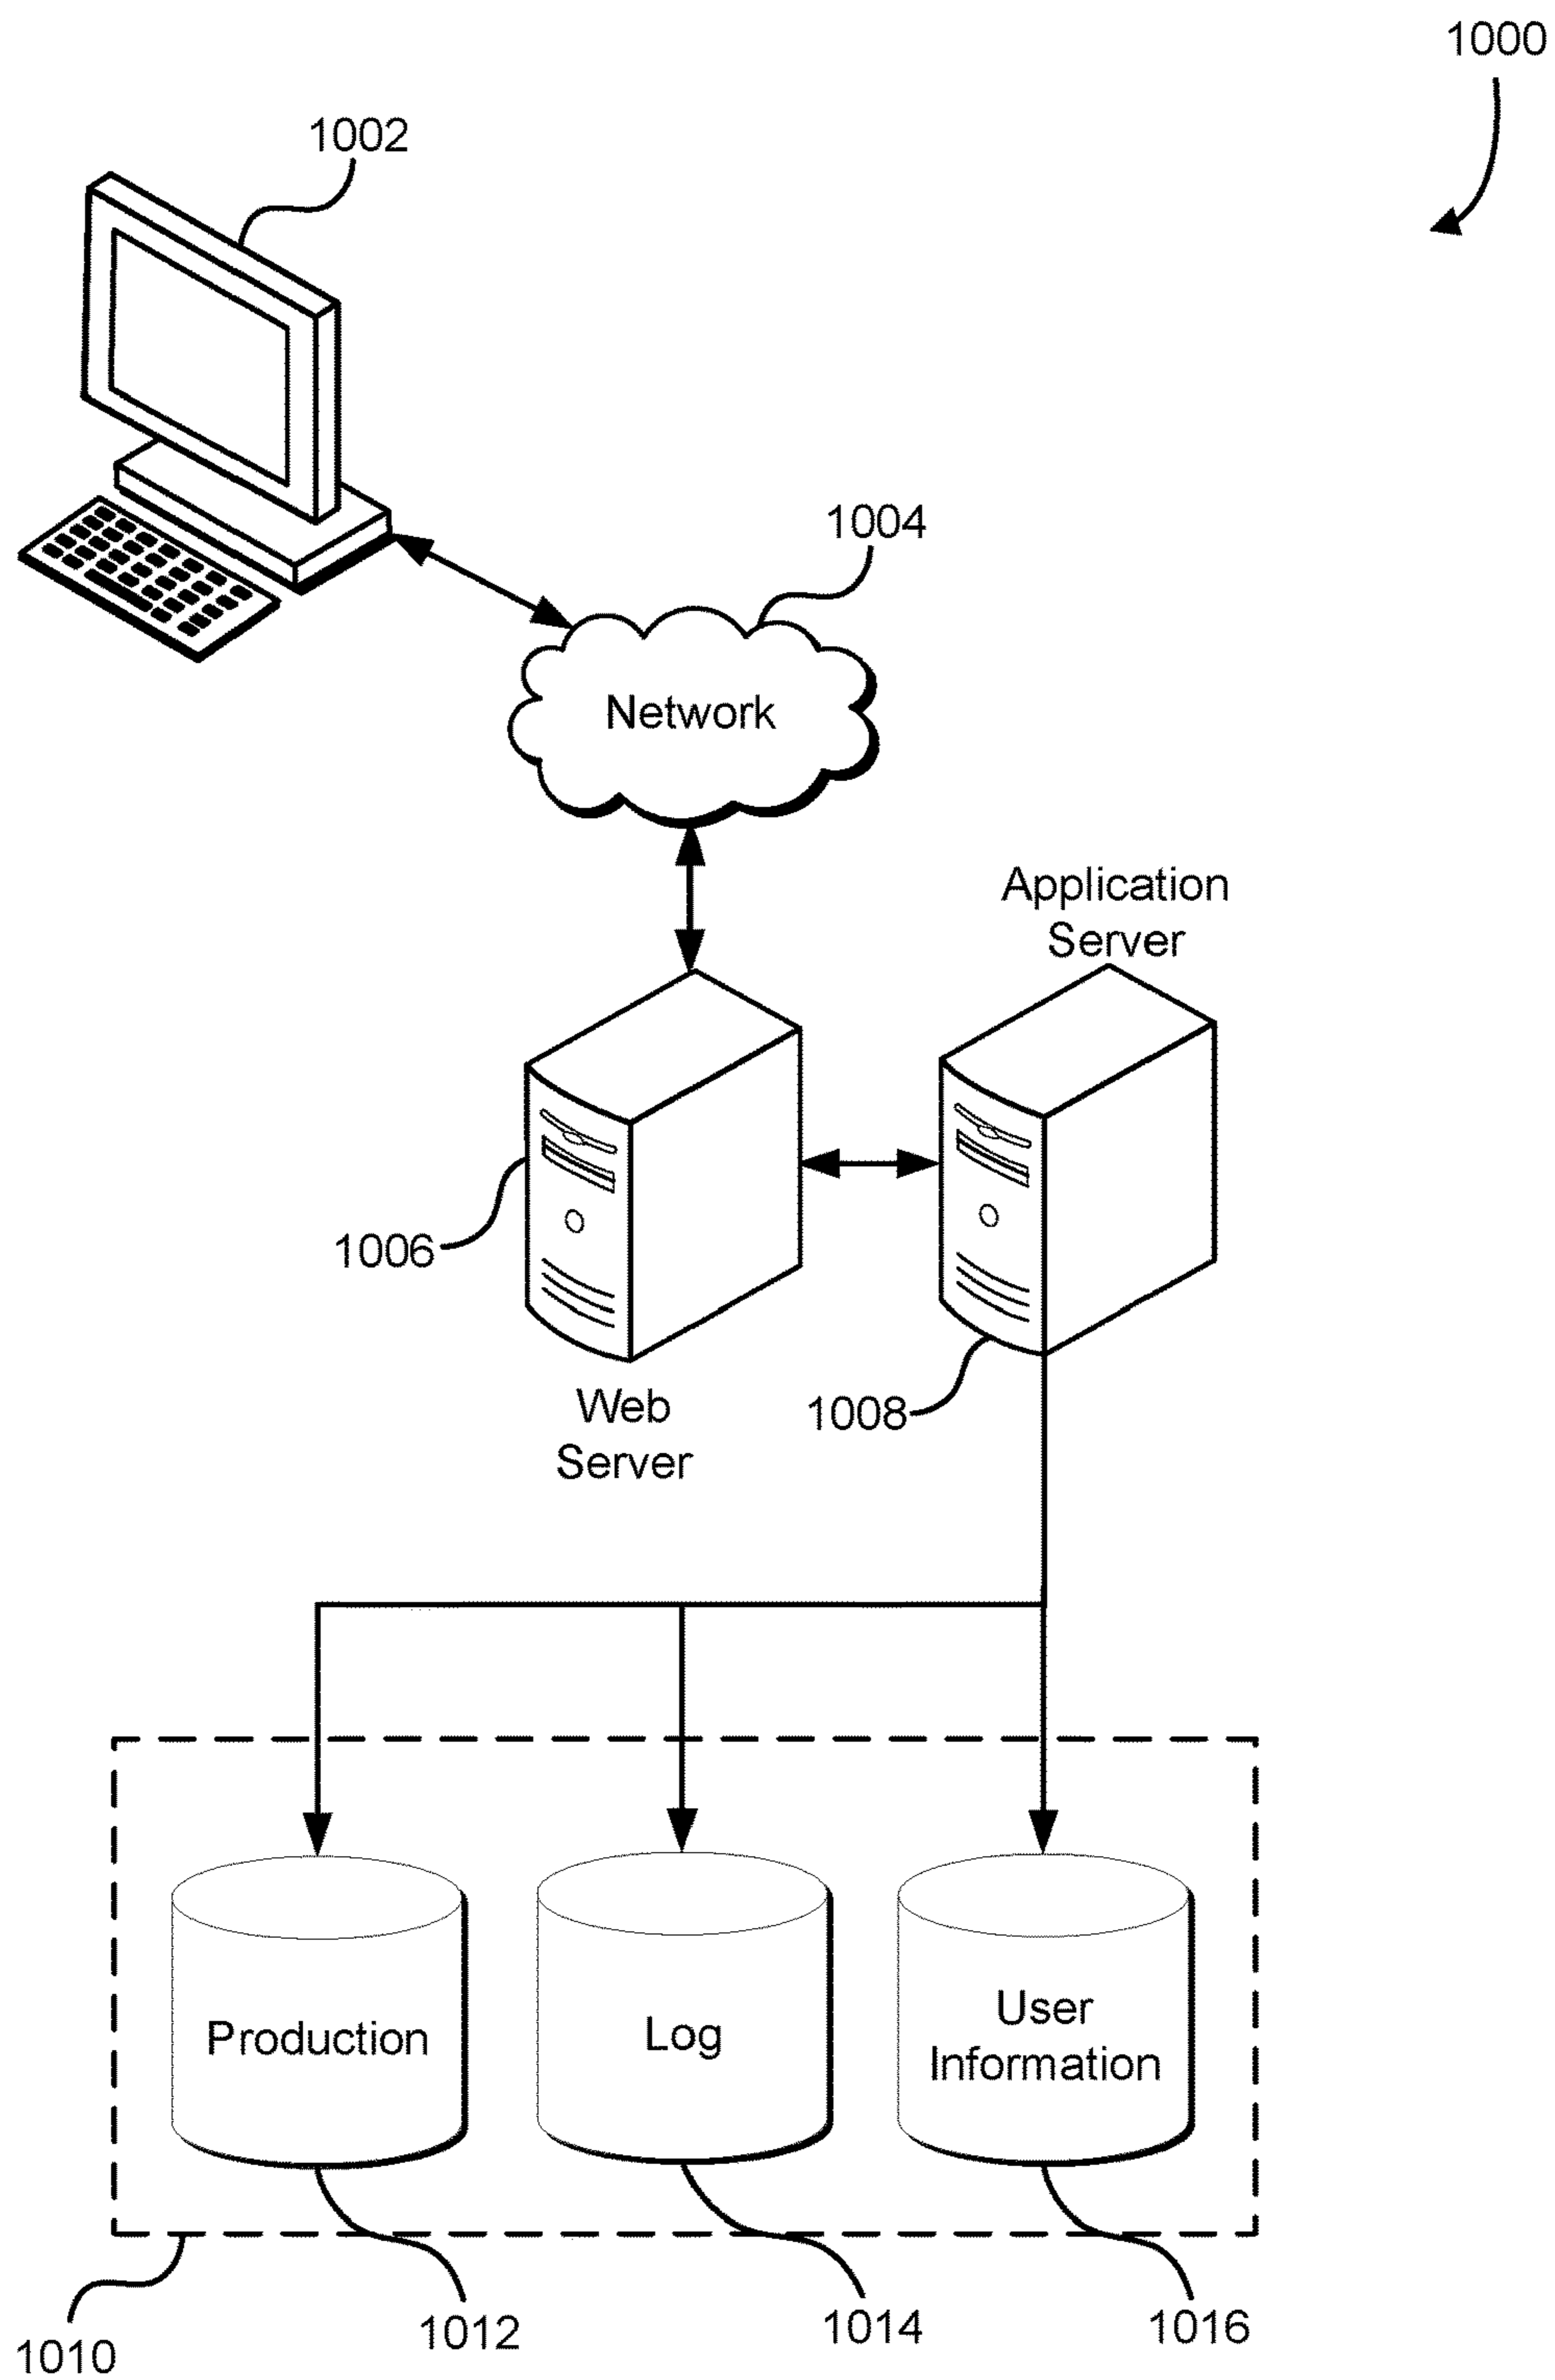 1000
1002
1004
Network
Application
Server
1006
1008
Web
Server
Production
Log
User
Information
1010
1012
1014
1016